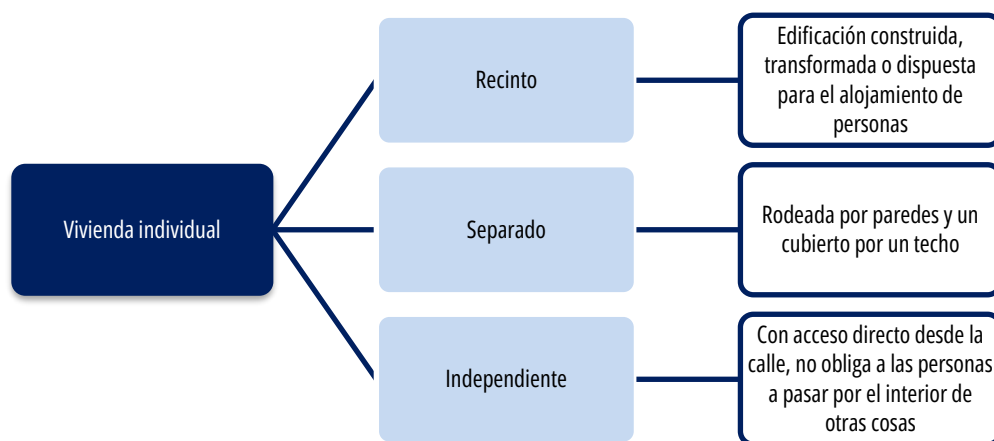 Vivienda individual
Recinto
Edificación construida,
transformada o dispuesta
para el alojamiento de
personas
Separado
Rodeada por paredes y un
cubierto por un techo
Independiente
Con acceso directo desde la
calle, no obliga a las personas
a pasar por el interior de
otras cosas